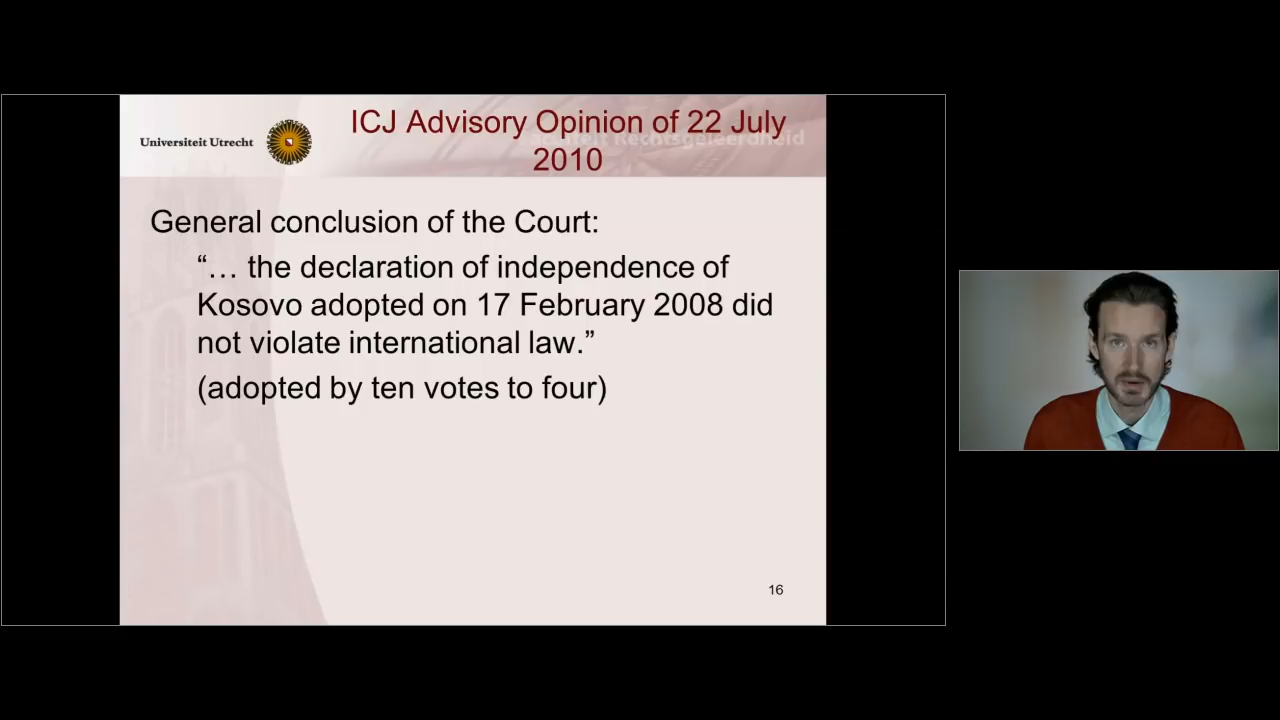 Universiteit Utrecht
Faculteit Rechtsgeleerdheid
ICJ Advisory Opinion of 22 July
2010
General conclusion of the Court:
“… the declaration of independence of
Kosovo adopted on 17 February 2008 did
not violate international law.”
(adopted by ten votes to four)
16